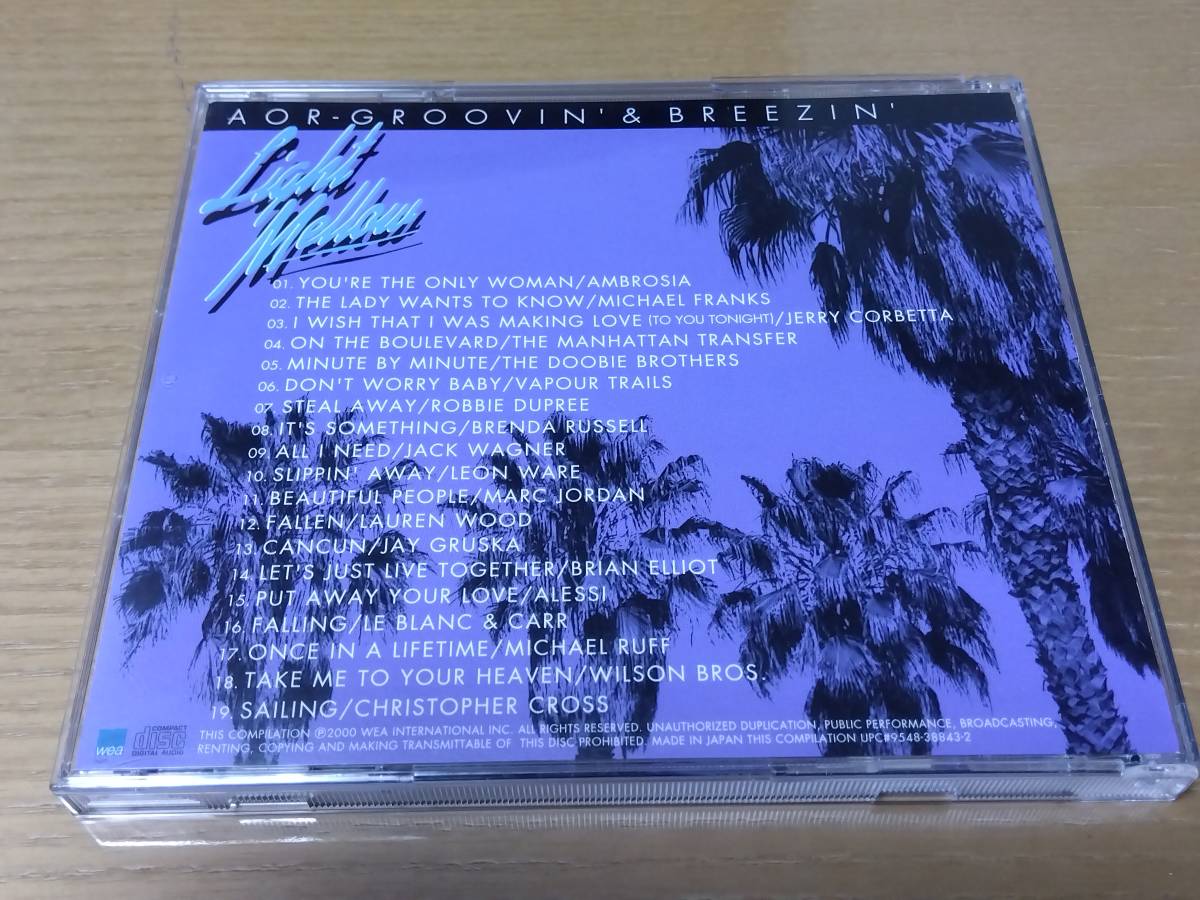 AOR-GROOVIN' & BREEZIN'
Light
Mellow
01. YOU'RE THE ONLY WOMAN/AMBROSIA
02. THE LADY WANTS TO KNOW/MICHAEL FRANKS
03. I WISH THAT I WAS MAKING LOVE (TO YOU TONIGHT)/JERRY CORBETTA
04. ON THE BOULEVARD/THE MANHATTAN TRANSFER
05. MINUTE BY MINUTE/THE DOOBIE BROTHERS
06. DON'T WORRY BABY/VAPOUR TRAILS
07. STEAL AWAY/ROBBIE DUPREE
08. IT'S SOMETHING/BRENDA RUSSELL
09. ALL I NEED/JACK WAGNER
10. SLIPPIN' AWAY/LEON WARE
11. BEAUTIFUL PEOPLE/MARC JORDAN
12. FALLEN/LAUREN WOOD
13. CANCUN/JAY GRUSKA
14. LET'S JUST LIVE TOGETHER/BRIAN ELLIOT
15. PUT AWAY YOUR LOVE/ALESSI
16. FALLING/LE BLANC & CARR
17. ONCE IN A LIFETIME/MICHAEL RUFF
18. TAKE ME TO YOUR HEAVEN/WILSON BROS.
19. SAILING/CHRISTOPHER CROSS
wea
COMPACT
disc
DIGITAL AUDIO
THIS COMPILATION ℗2000 WEA INTERNATIONAL INC. ALL RIGHTS RESERVED. UNAUTHORIZED DUPLICATION, PUBLIC PERFORMANCE, BROADCASTING,
RENTING, COPYING AND MAKING TRANSMITTABLE OF THIS DISC PROHIBITED. MADE IN JAPAN THIS COMPILATION UPC#9548-38843-2